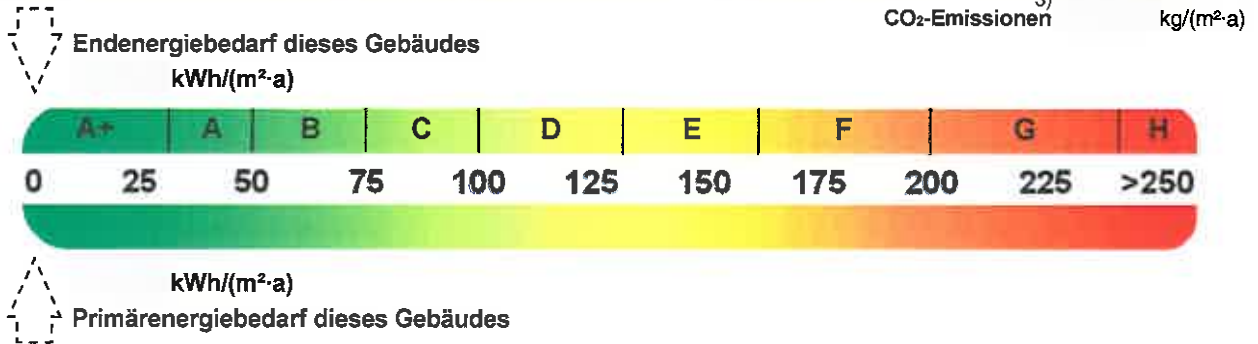 3)
CO₂-Emissionen kg/(m²·a)
Endenergiebedarf dieses Gebäudes
kWh/(m²·a)
A+ A B C D E F G H
0 25 50 75 100 125 150 175 200 225 >250
kWh/(m²·a)
Primärenergiebedarf dieses Gebäudes